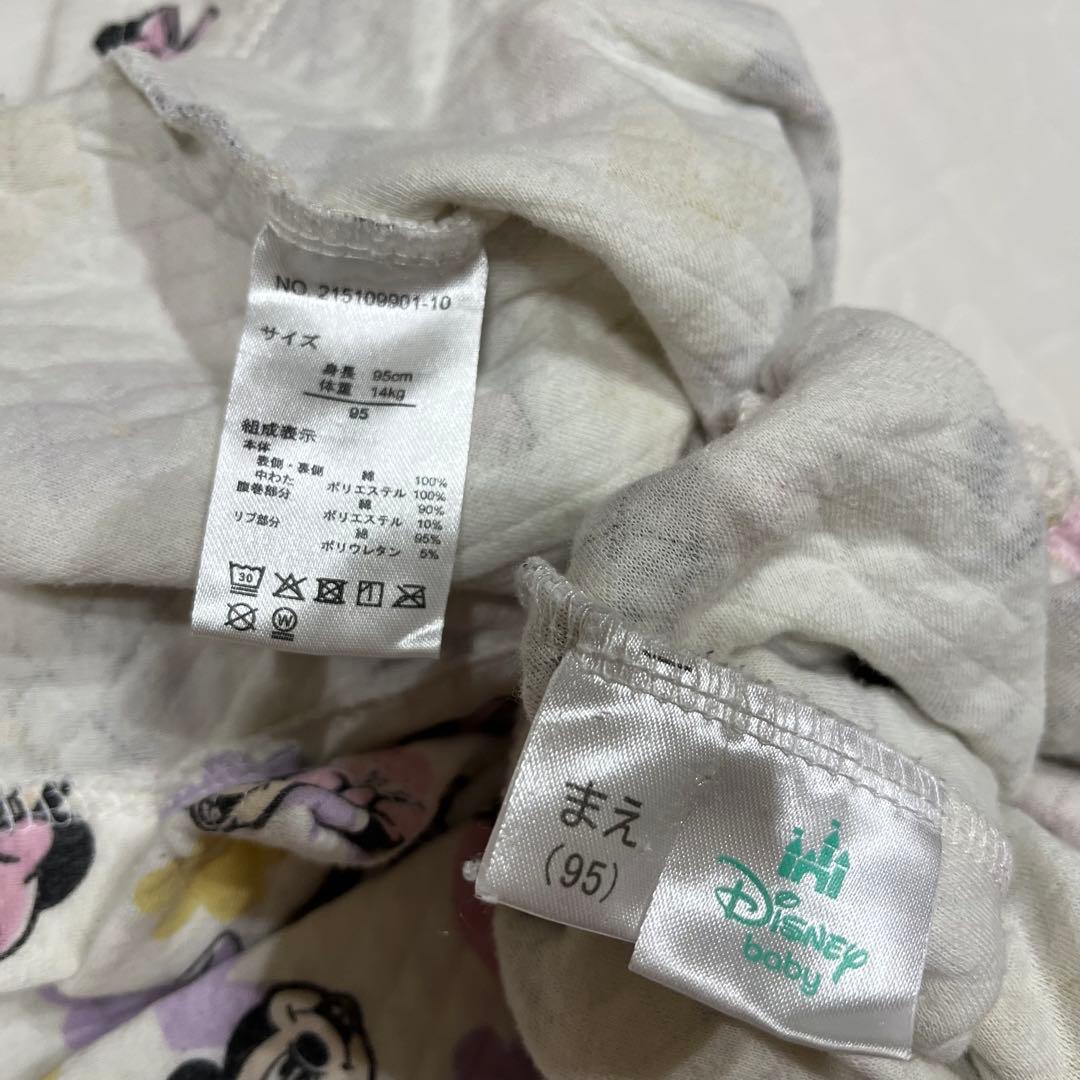 NO. 215109901-10
サイズ
身長 95cm
体重 14kg
95
組成表示
本体
表側・裏側 綿 100%
中わた ポリエステル 100%
腹巻部分 綿 90%
ポリエステル 10%
リブ部分 綿 95%
ポリウレタン 5%
30
W
まえ
(95)
Disney
baby